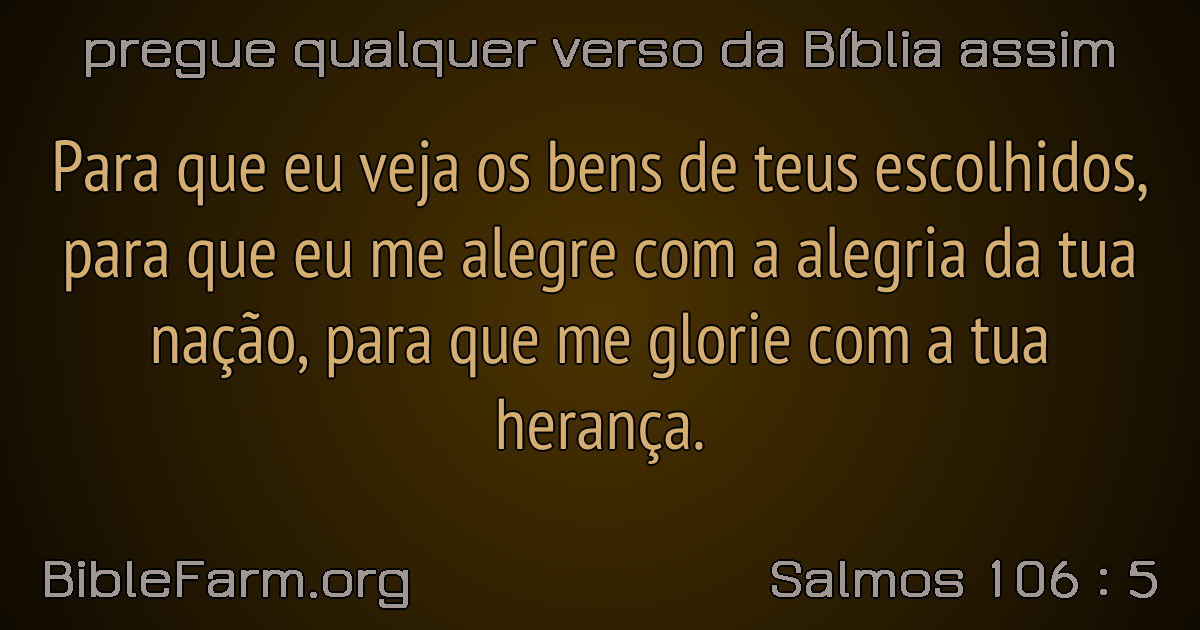 pregue qualquer verso da Bíblia assim
Para que eu veja os bens de teus escolhidos,
para que eu me alegre com a alegria da tua
nação, para que me glorie com a tua
herança.
BibleFarm.org
Salmos 106 : 5